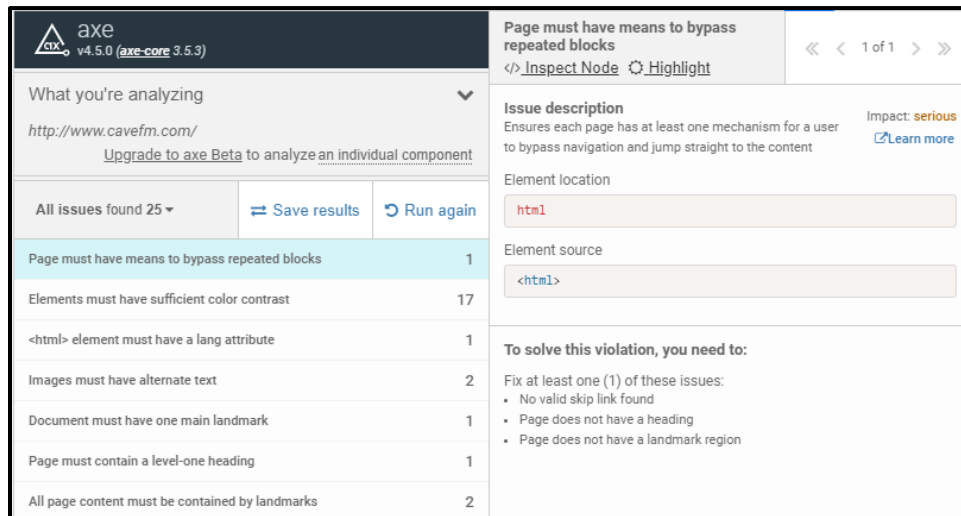 axe
v4.5.0 (axe-core 3.5.3)
What you're analyzing
http://www.cavefm.com/
Upgrade to axe Beta to analyze an individual component
All issues found 25
Save results
Run again
Page must have means to bypass repeated blocks 1
Elements must have sufficient color contrast 17
<html> element must have a lang attribute 1
Images must have alternate text 2
Document must have one main landmark 1
Page must contain a level-one heading 1
All page content must be contained by landmarks 2
Page must have means to bypass
repeated blocks
</> Inspect Node Highlight
1 of 1
Issue description
Ensures each page has at least one mechanism for a user
to bypass navigation and jump straight to the content
Impact: serious
Learn more
Element location
html
Element source
<html>
To solve this violation, you need to:
Fix at least one (1) of these issues:
• No valid skip link found
• Page does not have a heading
• Page does not have a landmark region